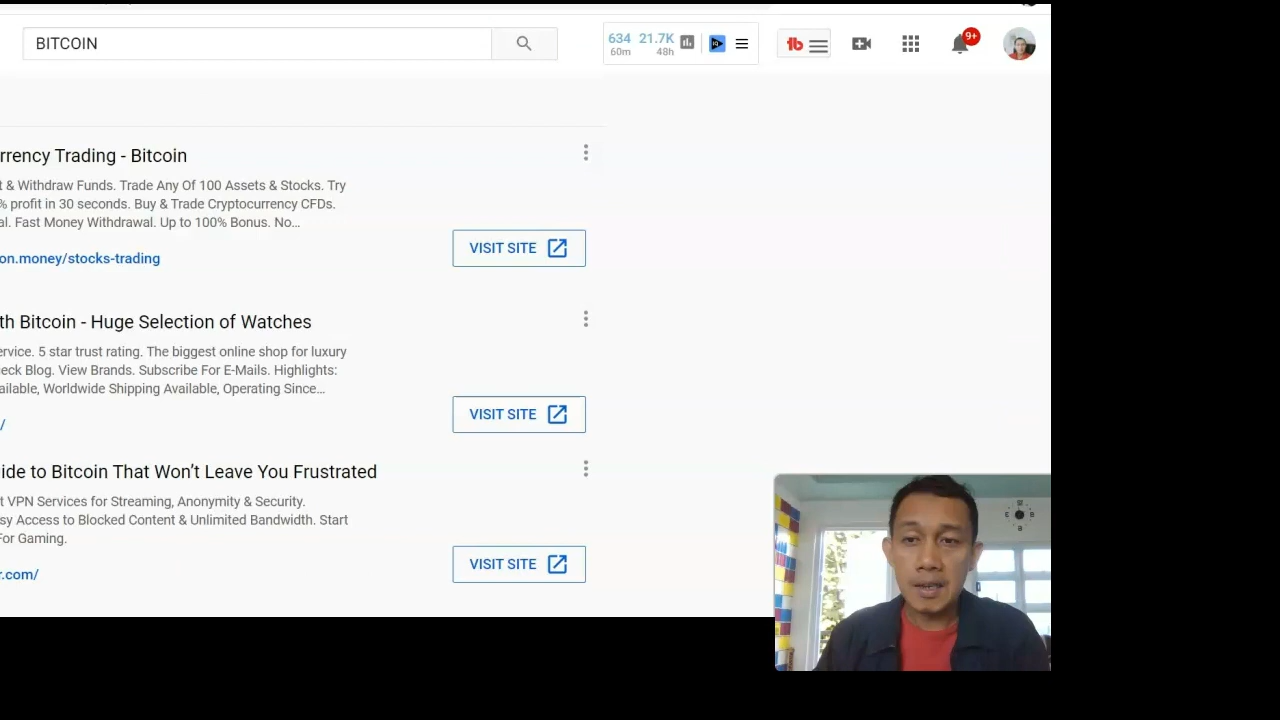 BITCOIN
634 21.7K
60m 48h
9+
rrency Trading - Bitcoin
t & Withdraw Funds. Trade Any Of 100 Assets & Stocks. Try
% profit in 30 seconds. Buy & Trade Cryptocurrency CFDs.
al. Fast Money Withdrawal. Up to 100% Bonus. No...
VISIT SITE
on.money/stocks-trading
th Bitcoin - Huge Selection of Watches
ervice. 5 star trust rating. The biggest online shop for luxury
eck Blog. View Brands. Subscribe For E-Mails. Highlights:
ailable, Worldwide Shipping Available, Operating Since...
VISIT SITE
/
ide to Bitcoin That Won’t Leave You Frustrated
t VPN Services for Streaming, Anonymity & Security.
sy Access to Blocked Content & Unlimited Bandwidth. Start
For Gaming.
VISIT SITE
r.com/